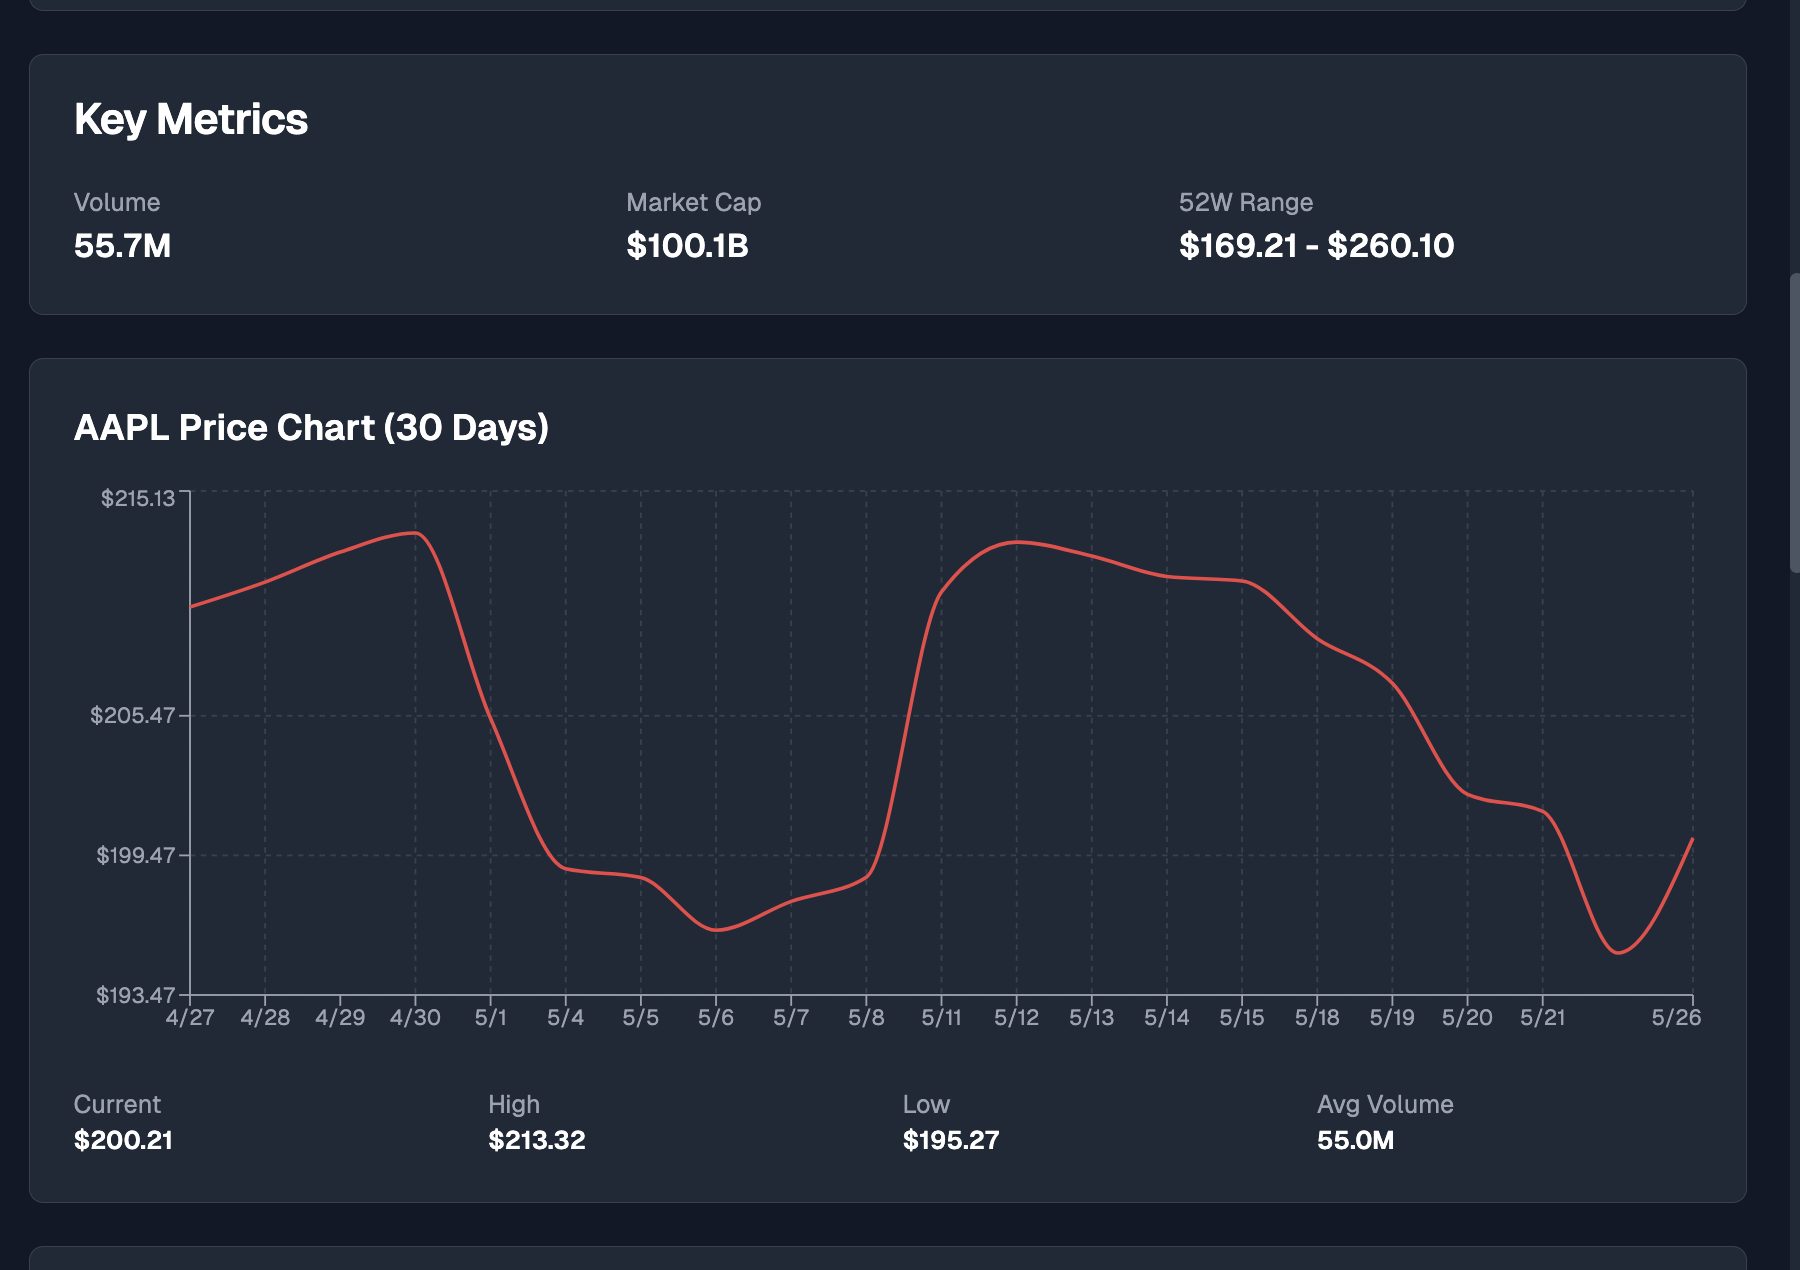 Key Metrics
Volume Market Cap 52W Range
55.7M $100.1B $169.21 - $260.10
AAPL Price Chart (30 Days)
$215.13
$205.47
$199.47
$193.47
4/27 4/28 4/29 4/30 5/1 5/4 5/5 5/6 5/7 5/8 5/11 5/12 5/13 5/14 5/15 5/18 5/19 5/20 5/21 5/26
Current High Low Avg Volume
$200.21 $213.32 $195.27 55.0M